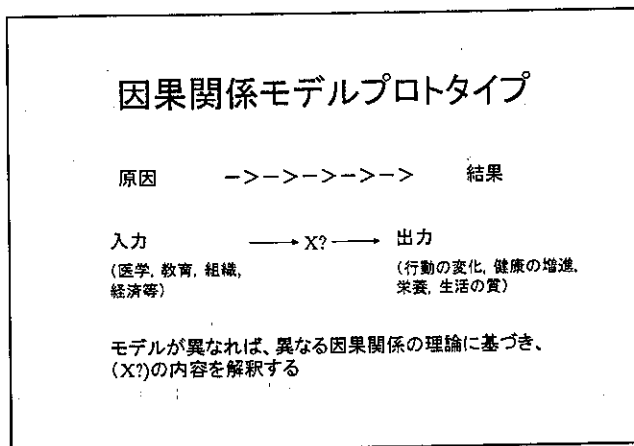 因果関係モデルプロトタイプ
原因 ->->->->-> 結果
入力 → X? → 出力
(医学, 教育, 組織, 経済等)
(行動の変化, 健康の増進, 栄養, 生活の質)
モデルが異なれば、異なる因果関係の理論に基づき、
(X?)の内容を解釈する